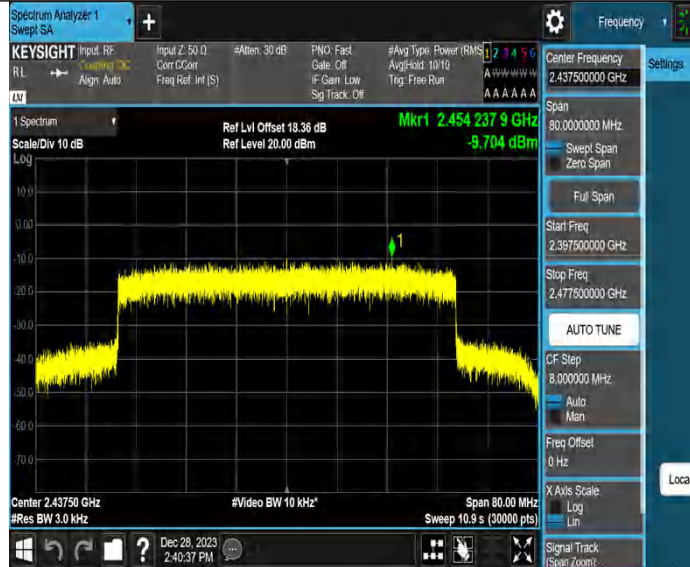 Spectrum Analyzer 1
Swept SA
+
Frequency
KEYSIGHT
Input: RF
Coupling: DC
Align: Auto
Input Z: 50 Ω
Corr CCorr
Freq Ref: Int (S)
#Atten: 30 dB
PNO: Fast
Gate: Off
IF Gain: Low
Sig Track: Off
#Avg Type: Power (RMS
Avg|Hold: 10/10
Trig: Free Run
1 2 3 4 5 6
A W W W W W
A A A A A A
RL
LXI
Center Frequency
2.437500000 GHz
Settings
Span
80.0000000 MHz
Swept Span
Zero Span
Full Span
Start Freq
2.397500000 GHz
Stop Freq
2.477500000 GHz
AUTO TUNE
CF Step
8.000000 MHz
Auto
Man
Freq Offset
0 Hz
X Axis Scale
Log
Lin
Local
Signal Track
(Span Zoom)
1 Spectrum
Scale/Div 10 dB
Ref Lvl Offset 18.36 dB
Ref Level 20.00 dBm
Mkr1 2.454 237 9 GHz
-9.704 dBm
Log
10.0
0.00
-10.0
-20.0
-30.0
-40.0
-50.0
-60.0
-70.0
1
Center 2.43750 GHz
#Res BW 3.0 kHz
#Video BW 10 kHz*
Span 80.00 MHz
Sweep 10.9 s (30000 pts)
?
Dec 28, 2023
2:40:37 PM